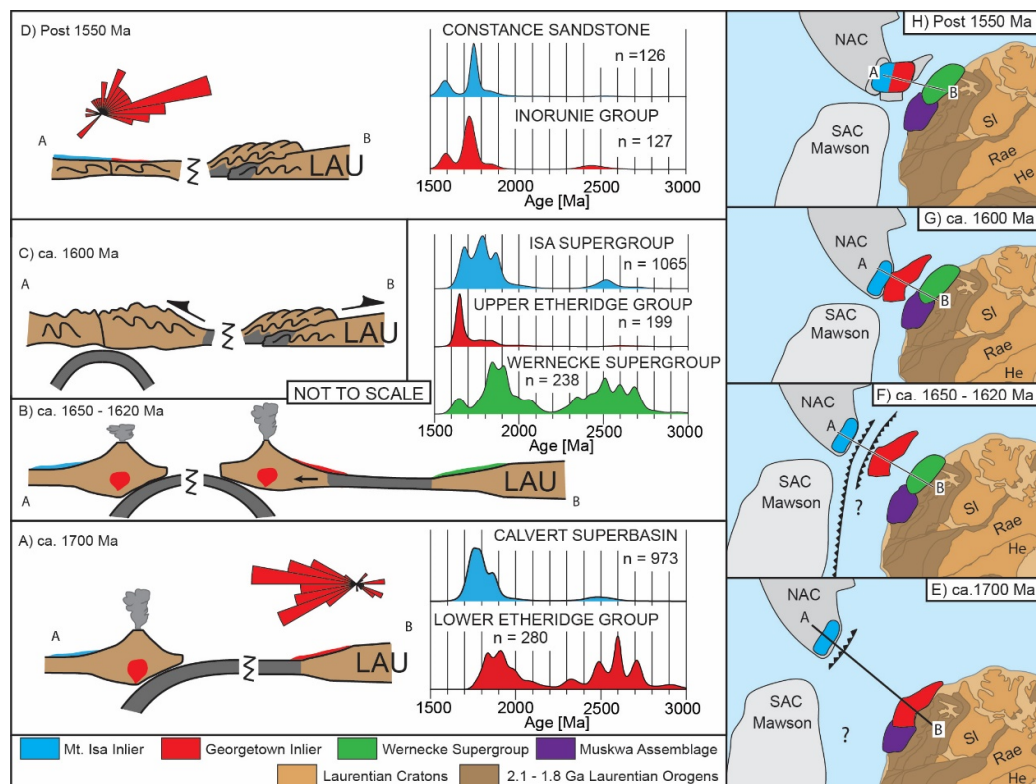 D) Post 1550 Ma
A
B
LAU
CONSTANCE SANDSTONE
n =126
INORUNIE GROUP
n = 127
1500 2000 2500 3000
Age [Ma]
C) ca. 1600 Ma
A
B
LAU
NOT TO SCALE
ISA SUPERGROUP
n = 1065
UPPER ETHERIDGE GROUP
n = 199
WERNECKE SUPERGROUP
n = 238
1500 2000 2500 3000
Age [Ma]
B) ca. 1650 - 1620 Ma
A
LAU
B
A) ca. 1700 Ma
A
B
LAU
CALVERT SUPERBASIN
n = 973
LOWER ETHERIDGE GROUP
n = 280
1500 2000 2500 3000
Age [Ma]
H) Post 1550 Ma
NAC
A
B
SAC
Mawson
Sl
Rae
He
G) ca. 1600 Ma
NAC
A
B
SAC
Mawson
Sl
Rae
He
F) ca. 1650 - 1620 Ma
NAC
A
B
SAC
Mawson
?
Sl
Rae
He
E) ca.1700 Ma
NAC
A
SAC
Mawson
?
B
Sl
Rae
He
Mt. Isa Inlier
Georgetown Inlier
Wernecke Supergroup
Muskwa Assemblage
Laurentian Cratons
2.1 - 1.8 Ga Laurentian Orogens